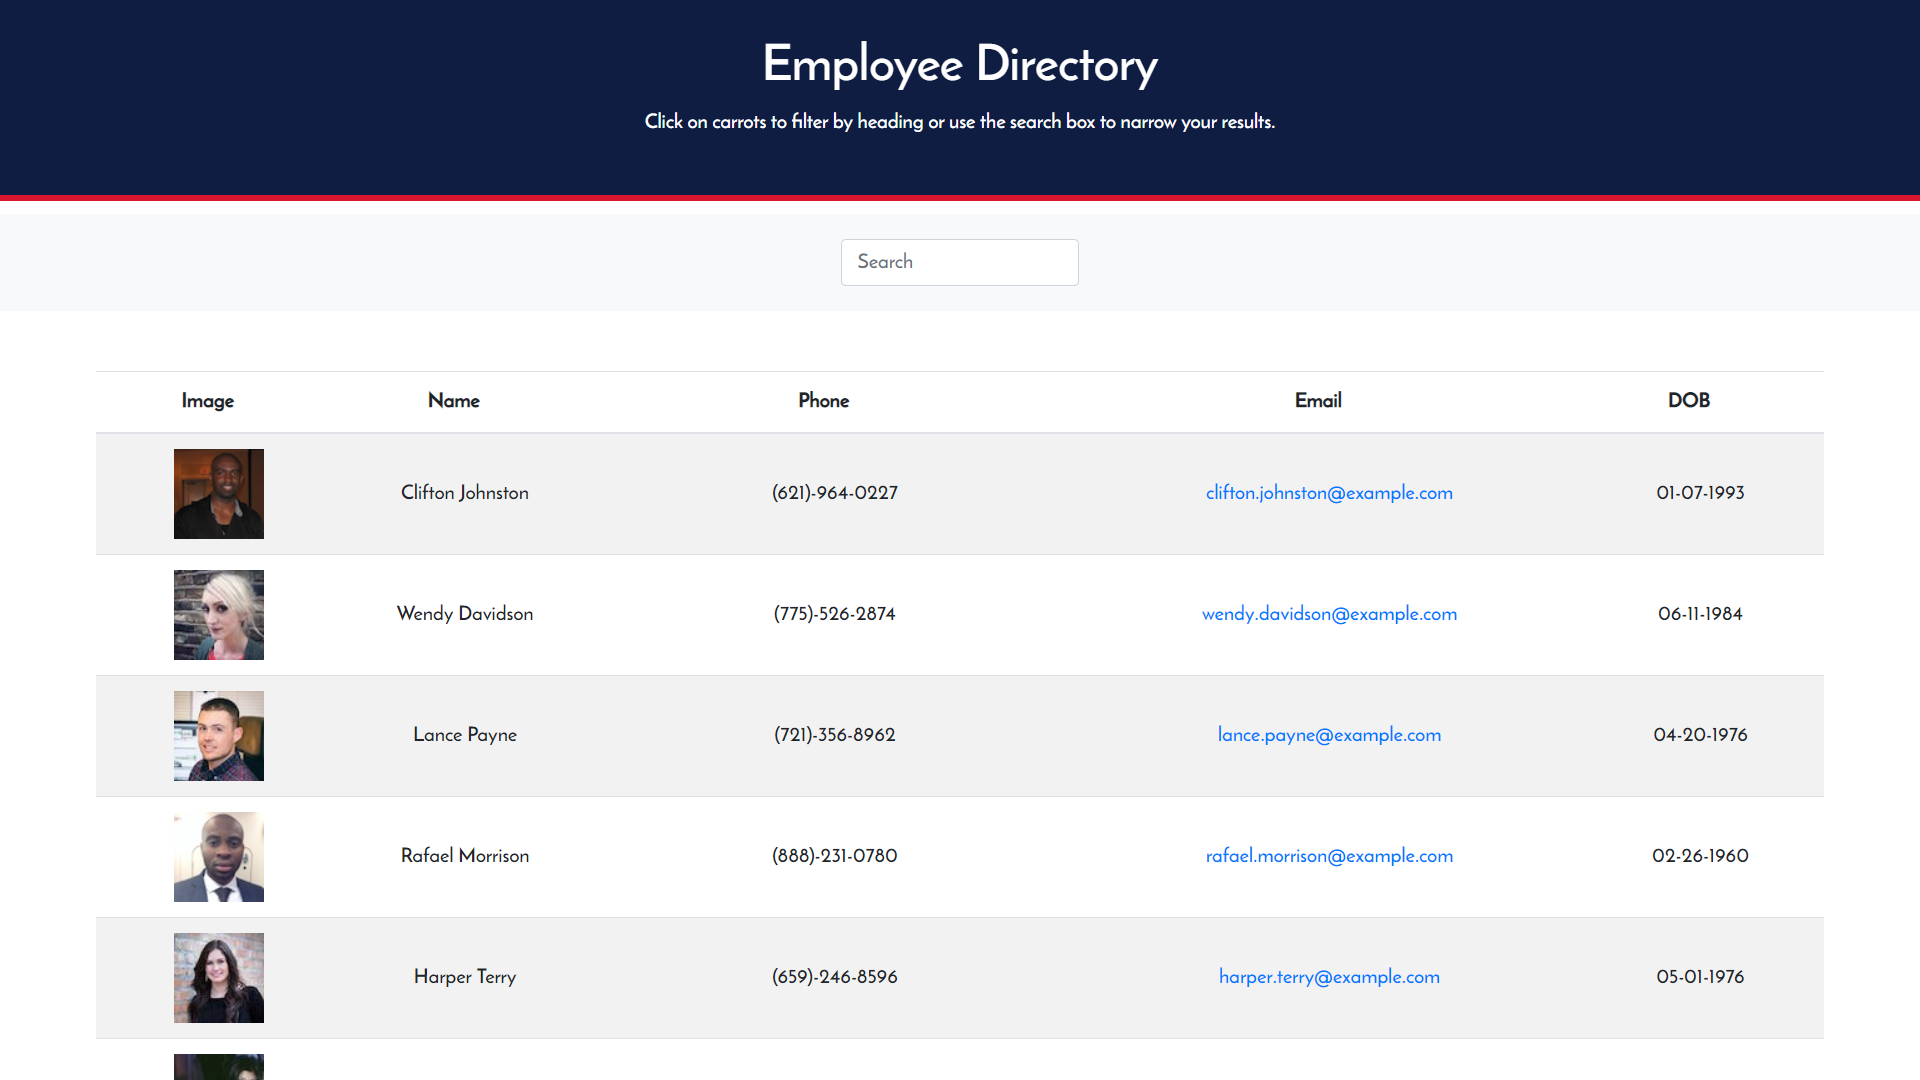 Employee Directory
Click on carrots to filter by heading or use the search box to narrow your results.
Search
Image Name Phone Email DOB
Clifton Johnston (621)-964-0227 clifton.johnston@example.com 01-07-1993
Wendy Davidson (775)-526-2874 wendy.davidson@example.com 06-11-1984
Lance Payne (721)-356-8962 lance.payne@example.com 04-20-1976
Rafael Morrison (888)-231-0780 rafael.morrison@example.com 02-26-1960
Harper Terry (659)-246-8596 harper.terry@example.com 05-01-1976